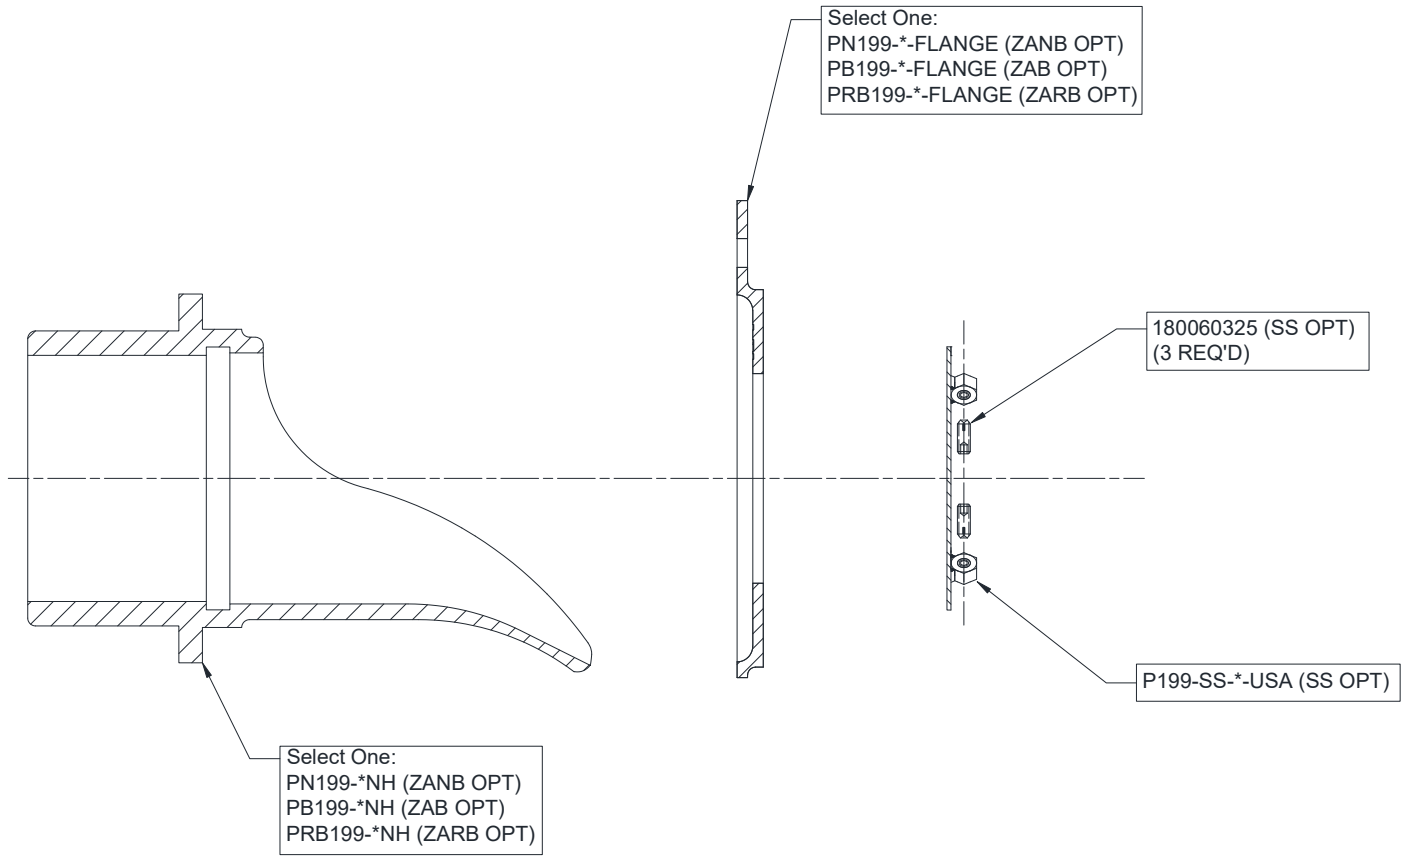 Select One:
PN199-*-FLANGE (ZANB OPT)
PB199-*-FLANGE (ZAB OPT)
PRB199-*-FLANGE (ZARB OPT)
180060325 (SS OPT)
(3 REQ'D)
P199-SS-*-USA (SS OPT)
Select One:
PN199-*NH (ZANB OPT)
PB199-*NH (ZAB OPT)
PRB199-*NH (ZARB OPT)